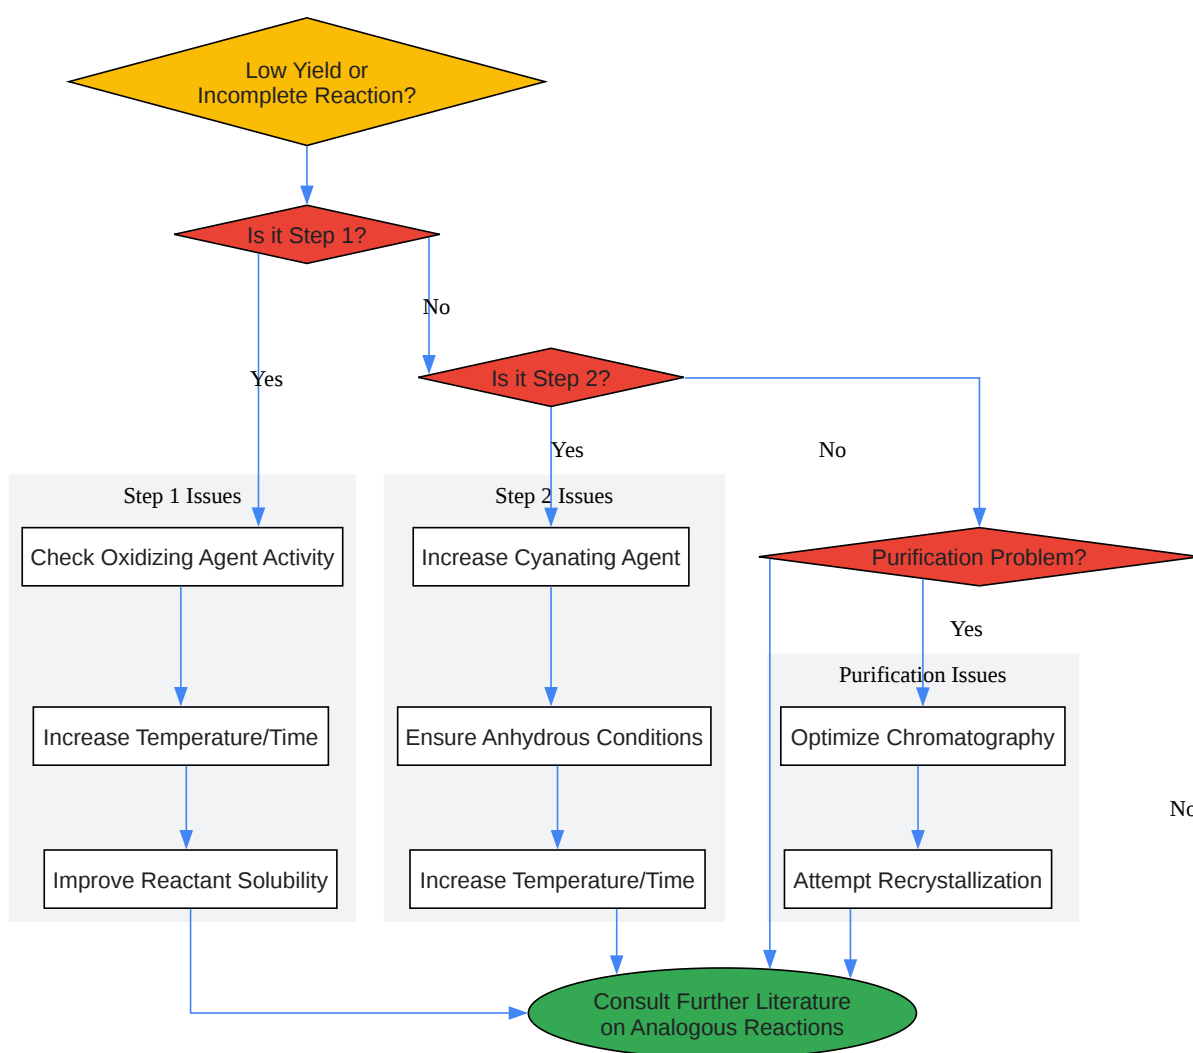 Low Yield or
Incomplete Reaction?
Is it Step 1?
No
Is it Step 2?
Yes
Yes
No
Step 1 Issues
Step 2 Issues
Check Oxidizing Agent Activity
Increase Cyanating Agent
Purification Problem?
Yes
Purification Issues
Increase Temperature/Time
Ensure Anhydrous Conditions
Optimize Chromatography
No
Improve Reactant Solubility
Increase Temperature/Time
Attempt Recrystallization
Consult Further Literature
on Analogous Reactions